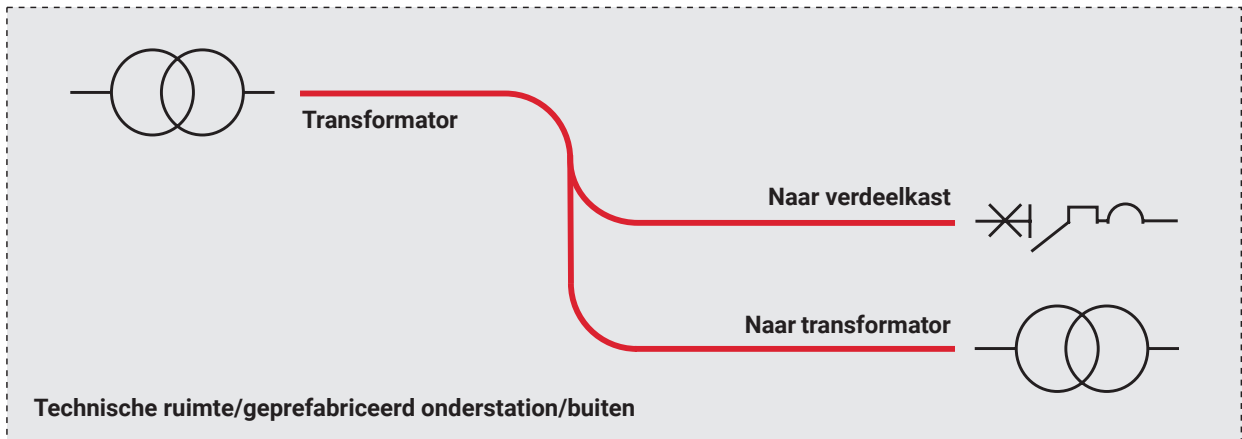 Transformator
Naar verdeelkast
Naar transformator
Technische ruimte/geprefabriceerd onderstation/buiten